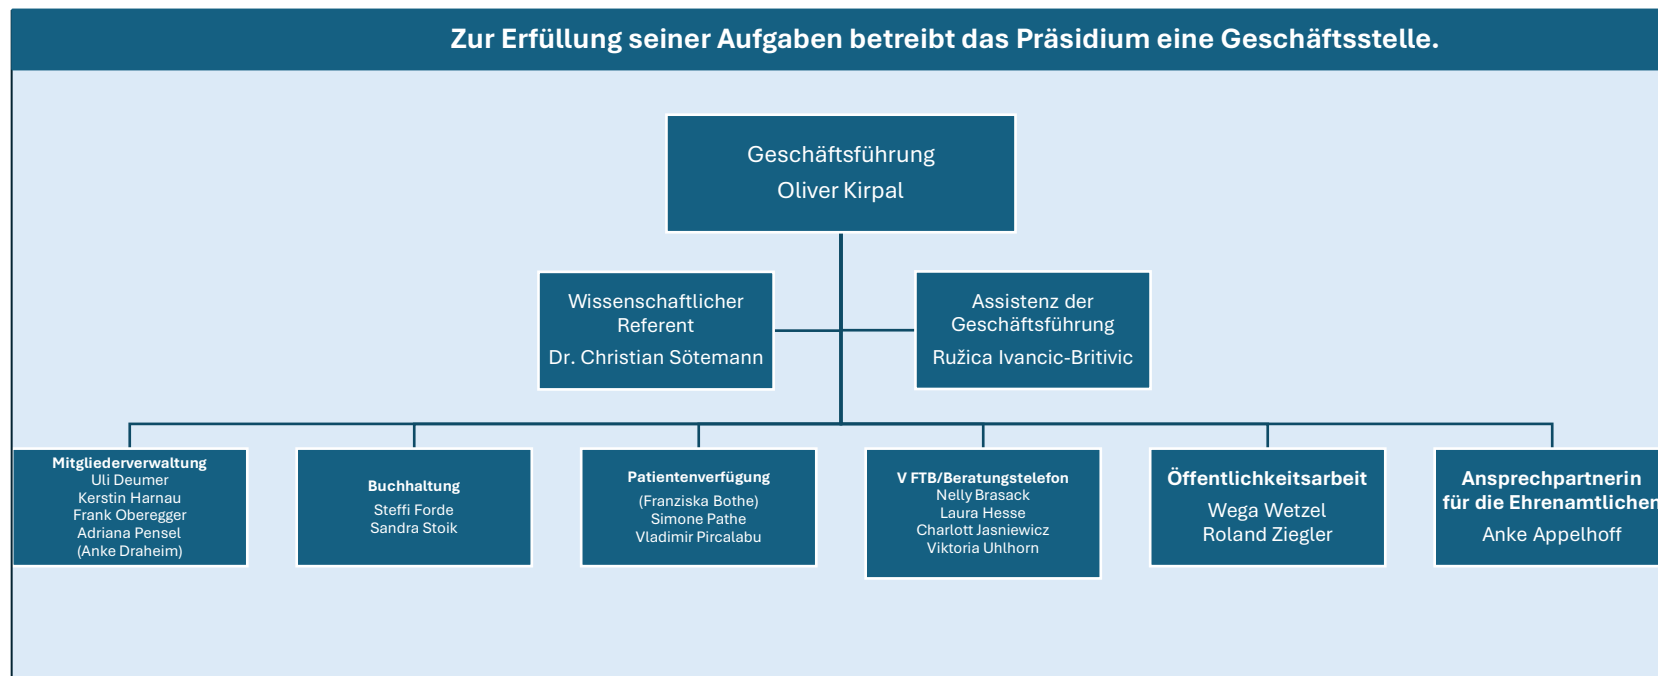 Zur Erfüllung seiner Aufgaben betreibt das Präsidium eine Geschäftsstelle.
Geschäftsführung
Oliver Kirpal
Wissenschaftlicher
Referent
Dr. Christian Sötemann
Assistenz der
Geschäftsführung
Ružica Ivancic-Britivic
Mitgliederverwaltung
Uli Deumer
Kerstin Harnau
Frank Oberegger
Adriana Pensel
(Anke Draheim)
Buchhaltung
Steffi Forde
Sandra Stoik
Patientenverfügung
(Franziska Bothe)
Simone Pathe
Vladimir Pircalabu
V FTB/Beratungstelefon
Nelly Brasack
Laura Hesse
Charlott Jasniewicz
Viktoria Uhlhorn
Öffentlichkeitsarbeit
Wega Wetzel
Roland Ziegler
Ansprechpartnerin
für die Ehrenamtlichen
Anke Appelhoff